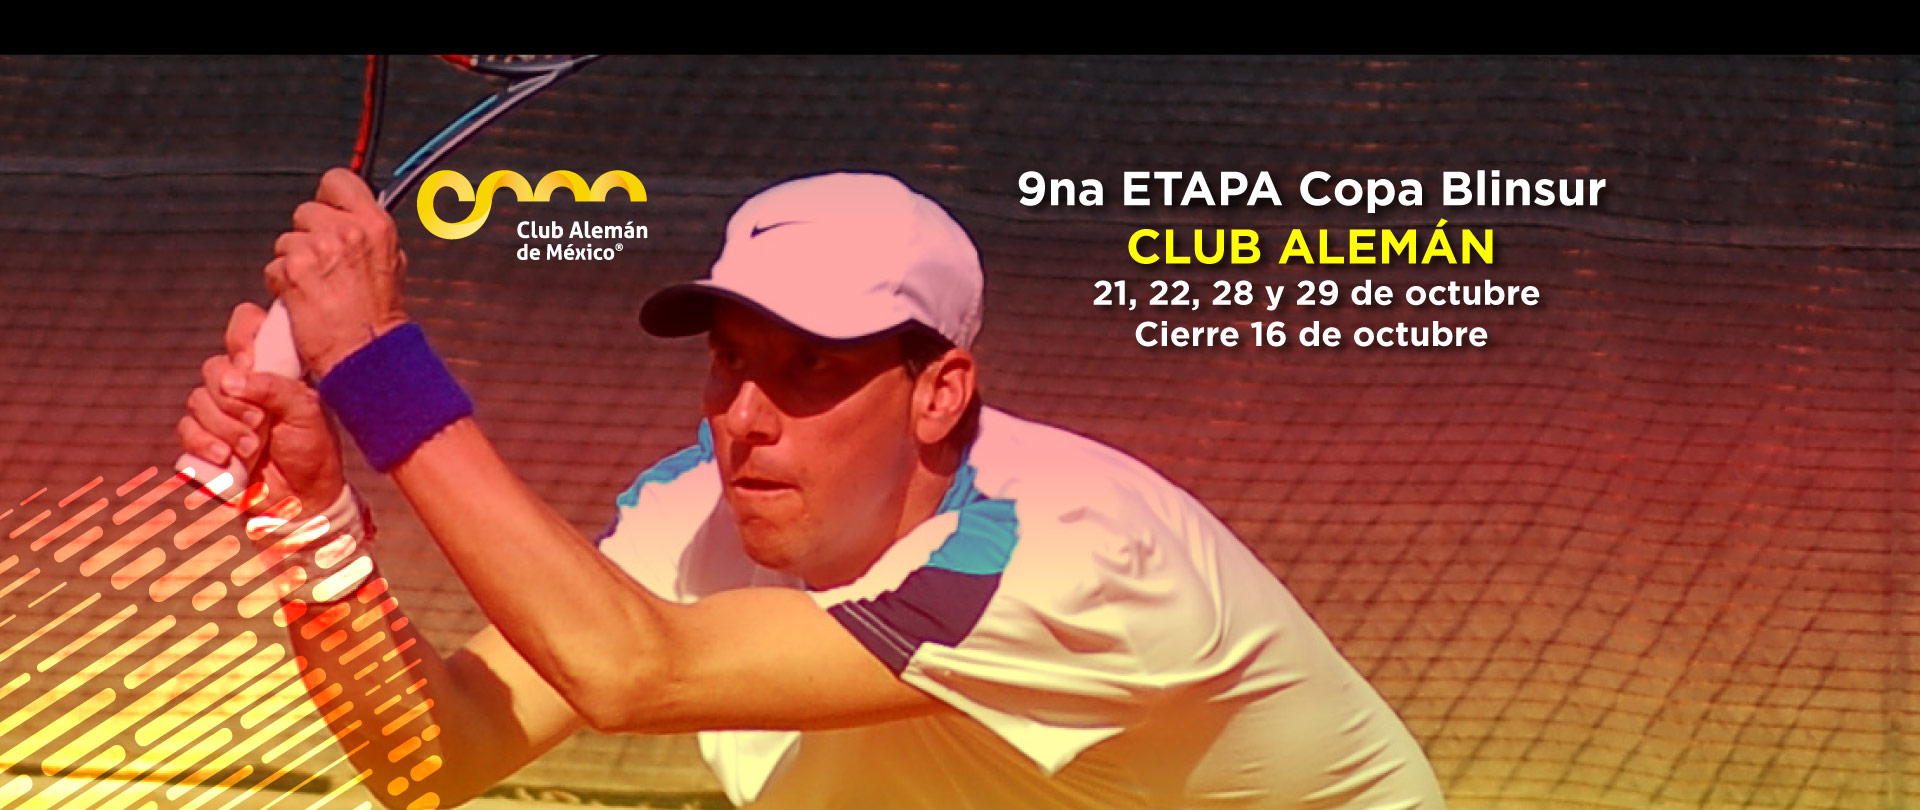 Club Alemán
de México®
9na ETAPA Copa Blinsur
CLUB ALEMÁN
21, 22, 28 y 29 de octubre
Cierre 16 de octubre